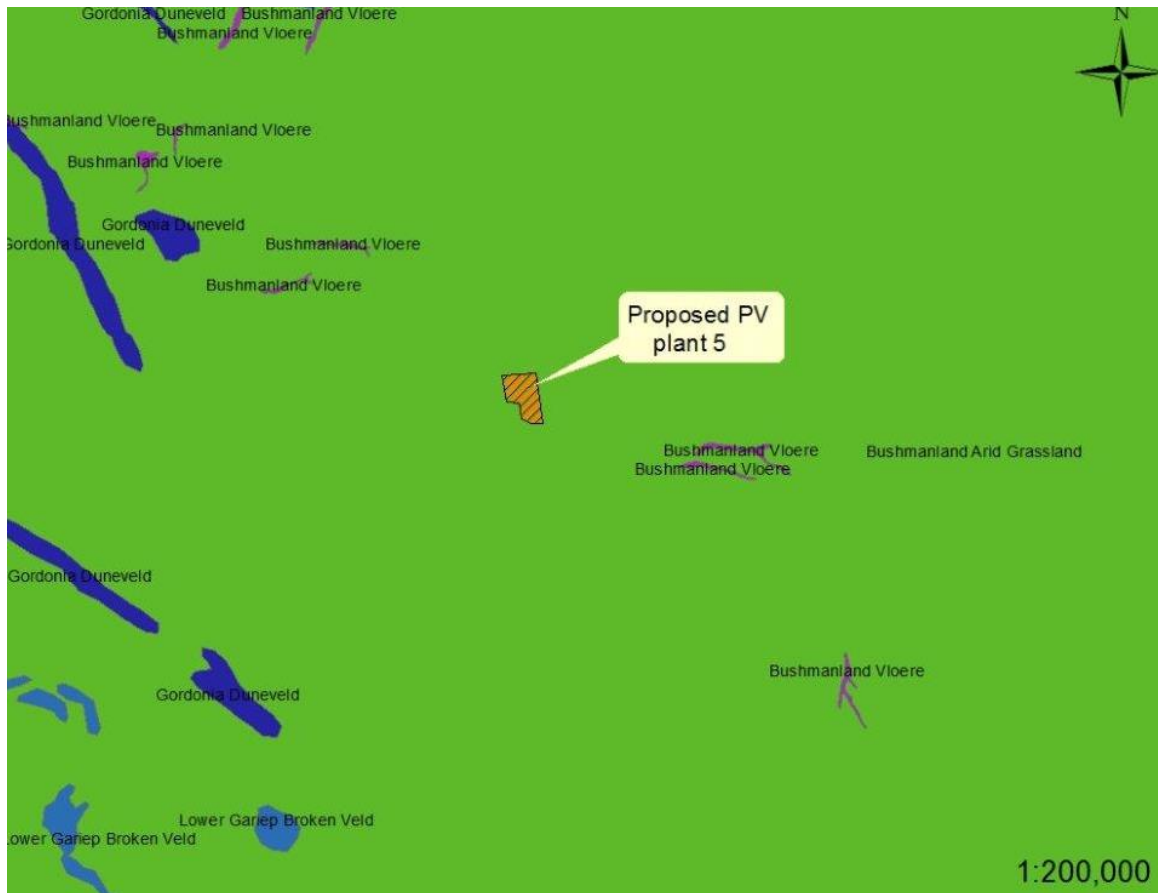 Gordonia Duneveld
Bushmanland Vloere
Bushmanland Vloere
N
Bushmanland Vloere
Bushmanland Vloere
Bushmanland Vloere
Gordonia Duneveld
Gordonia Duneveld
Bushmanland Vloere
Bushmanland Vloere
Proposed PV
plant 5
Bushmanland Vloere
Bushmanland Arid Grassland
Bushmanland Vloere
Gordonia Duneveld
Bushmanland Vloere
Gordonia Duneveld
Lower Gariep Broken Veld
Lower Gariep Broken Veld
1:200,000